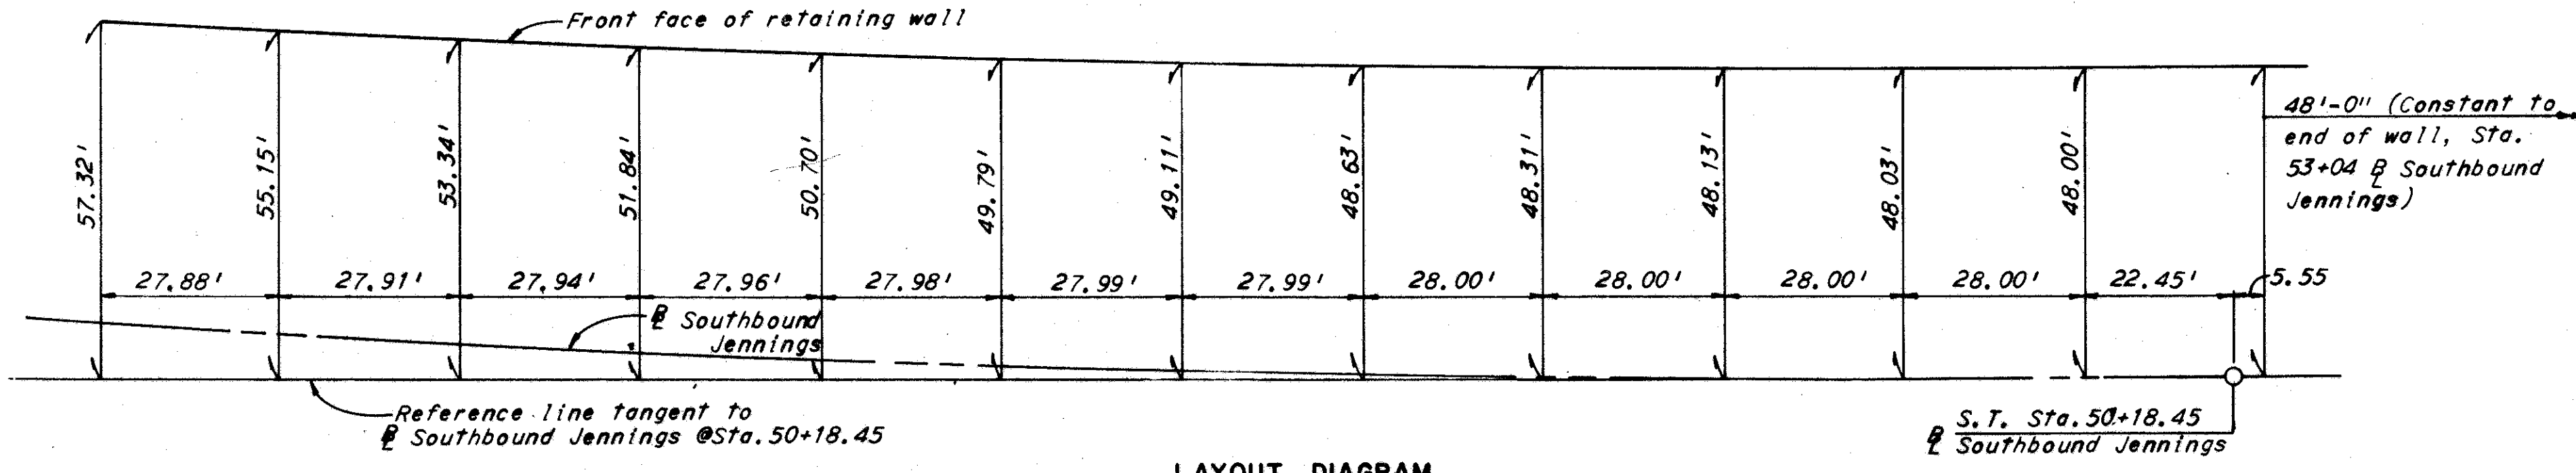 Front face of retaining wall
57.32'
55.15'
53.34'
51.84'
50.70'
49.79'
49.11'
48.63'
48.31'
48.13'
48.03'
48.00'
48'-0" (Constant to
end of wall, Sta.
53+04 ⅊ Southbound
Jennings)
27.88'
27.91'
27.94'
27.96'
27.98'
27.99'
27.99'
28.00'
28.00'
28.00'
28.00'
22.45'
5.55
⅊ Southbound
Jennings
Reference line tangent to
⅊ Southbound Jennings @Sta. 50+18.45
S.T. Sta. 50+18.45
⅊ Southbound Jennings
LAYOUT DIAGRAM